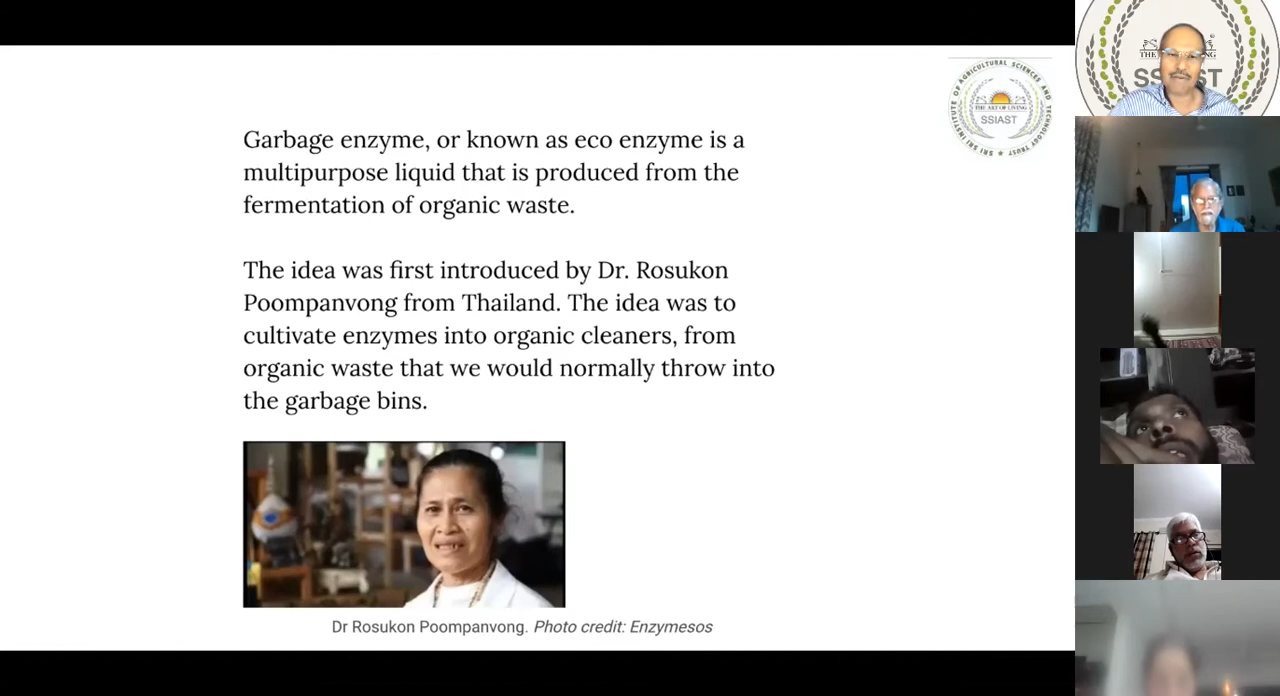 Garbage enzyme, or known as eco enzyme is a
multipurpose liquid that is produced from the
fermentation of organic waste.
The idea was first introduced by Dr. Rosukon
Poompanvong from Thailand. The idea was to
cultivate enzymes into organic cleaners, from
organic waste that we would normally throw into
the garbage bins.
Dr Rosukon Poompanvong. Photo credit: Enzymesos
SRI SRI INSTITUTE OF AGRICULTURAL SCIENCES AND TECHNOLOGY TRUST
THE ART OF LIVING
SSIAST